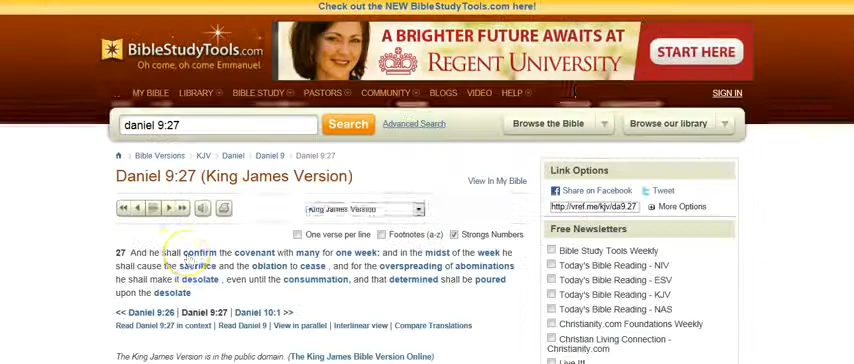 Check out the NEW BibleStudyTools.com here!
BibleStudyTools.com
Oh come, oh come Emmanuel
A BRIGHTER FUTURE AWAITS AT
REGENT UNIVERSITY
START HERE
MY BIBLE LIBRARY BIBLE STUDY PASTORS COMMUNITY BLOGS VIDEO HELP SIGN IN
daniel 9:27 Search Advanced Search Browse the Bible Browse our library
Bible Versions > KJV > Daniel > Daniel 9 > Daniel 9:27
Daniel 9:27 (King James Version)
View In My Bible
King James Version
One verse per line Footnotes (a-z) Strongs Numbers
27 And he shall confirm the covenant with many for one week: and in the midst of the week he
shall cause the sacrifice and the oblation to cease , and for the overspreading of abominations
he shall make it desolate , even until the consummation, and that determined shall be poured
upon the desolate
<< Daniel 9:26 | Daniel 9:27 | Daniel 10:1 >>
Read Daniel 9:27 in context | Read Daniel 9 | View in parallel | Interlinear view | Compare Translations
The King James Version is in the public domain. (The King James Bible Version Online)
Link Options
Share on Facebook Tweet
http://vref.me/kjv/da9.27 More Options
Free Newsletters
Bible Study Tools Weekly
Today's Bible Reading - NIV
Today's Bible Reading - ESV
Today's Bible Reading - KJV
Today's Bible Reading - NAS
Christianity.com Foundations Weekly
Christian Living Connection -
Christianity.com
Live It!